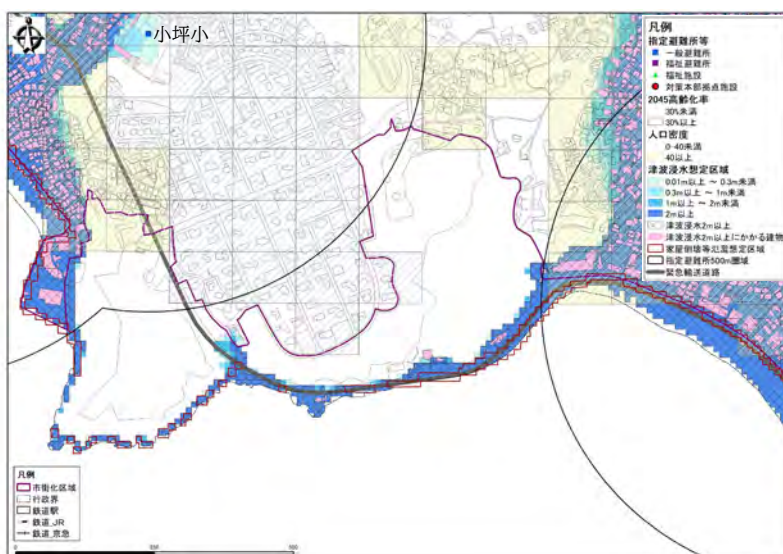 小坪小
凡例
指定避難所等
一般避難所
福祉避難所
福祉施設
対策本部拠点施設
2045高齢化率
30%未満
30%以上
人口密度
0-40未満
40以上
津波浸水想定区域
0.01m以上 ～ 0.3m未満
0.3m以上 ～ 1m未満
1m以上 ～ 2m未満
2m以上
津波浸水2m以上
津波浸水2m以上にかかる建物
家屋倒壊等氾濫想定区域
指定避難所500m圏域
緊急輸送道路
凡例
市街化区域
行政界
鉄道駅
鉄道_JR
鉄道_京急